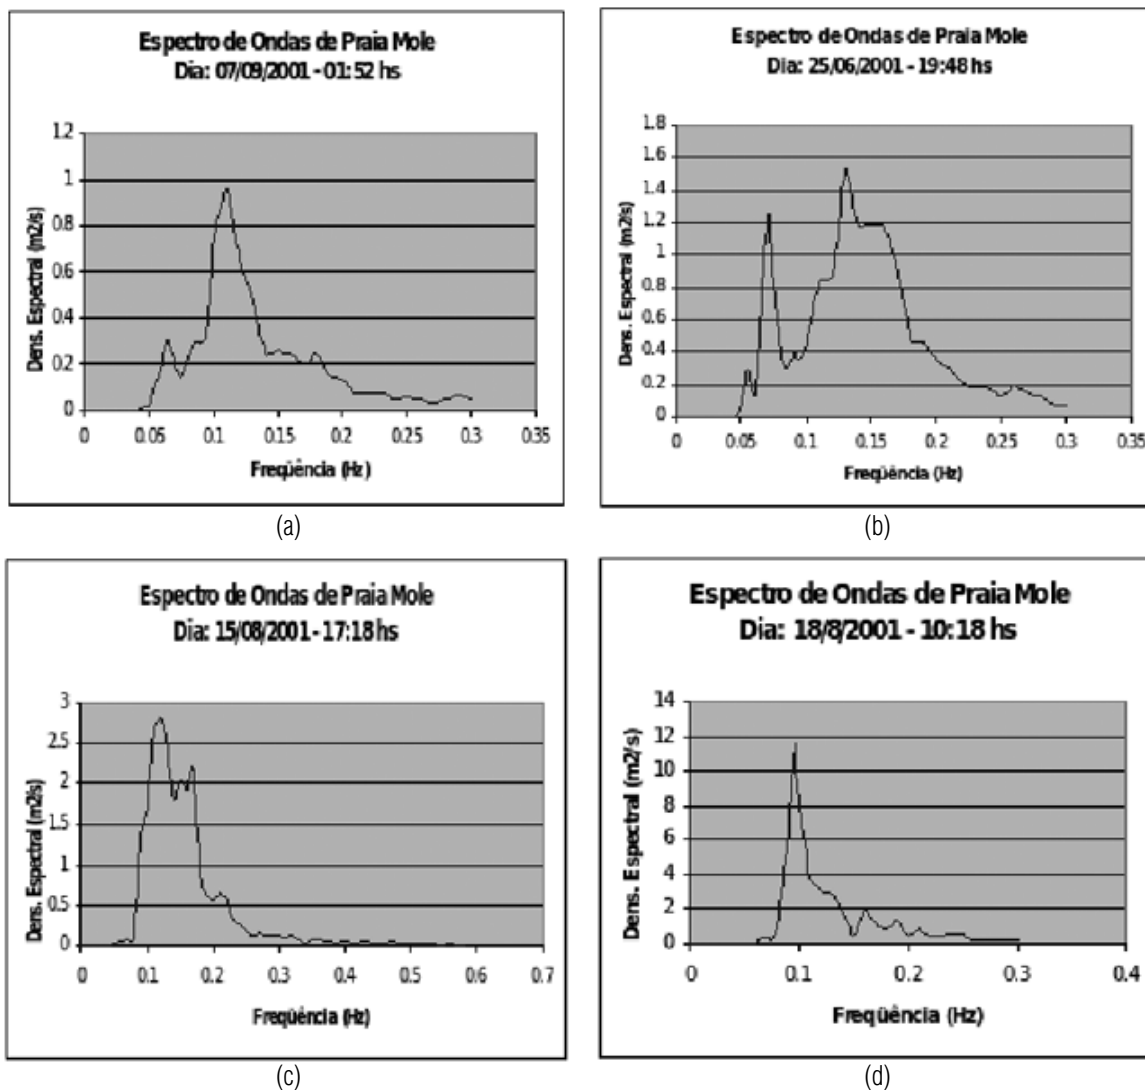 Espectro de Ondas de Praia Mole
Dia: 07/09/2001 - 01:52 hs
Dens. Espectral (m2/s)
1.2
1
0.8
0.6
0.4
0.2
0
0 0.05 0.1 0.15 0.2 0.25 0.3 0.35
Freqüência (Hz)
(a)
Espectro de Ondas de Praia Mole
Dia: 25/06/2001 - 19:48 hs
Dens. Espectral (m2/s)
1.8
1.6
1.4
1.2
1
0.8
0.6
0.4
0.2
0
0 0.05 0.1 0.15 0.2 0.25 0.3 0.35
Freqüência (Hz)
(b)
Espectro de Ondas de Praia Mole
Dia: 15/08/2001 - 17:18 hs
Dens. Espectral (m2/s)
3
2.5
2
1.5
1
0.5
0
0 0.1 0.2 0.3 0.4 0.5 0.6 0.7
Freqüência (Hz)
(c)
Espectro de Ondas de Praia Mole
Dia: 18/8/2001 - 10:18 hs
Dens. Espectral (m2/s)
14
12
10
8
6
4
2
0
0 0.1 0.2 0.3 0.4
Freqüência (Hz)
(d)